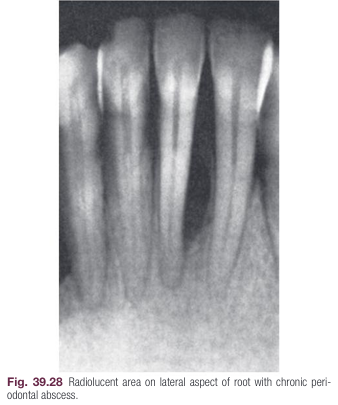 Fig. 39.28 Radiolucent area on lateral aspect of root with chronic peri-
odontal abscess.